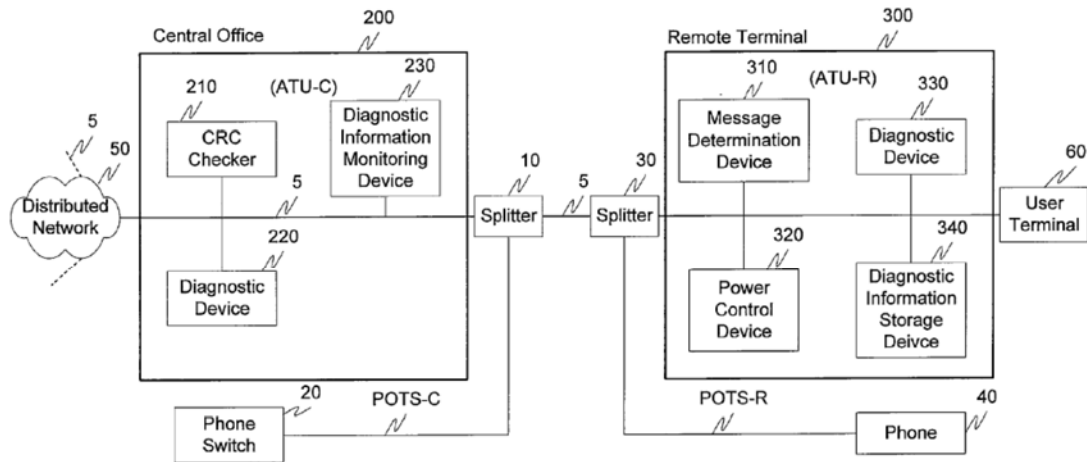 200
Central Office
300
Remote Terminal
210
(ATU-C)
230
310
(ATU-R)
330
5
50
CRC
Checker
Diagnostic
Information
Monitoring
Device
Message
Determination
Device
Diagnostic
Device
10
5
30
60
Distributed
Network
5
Splitter
Splitter
User
Terminal
220
320
340
Diagnostic
Device
Power
Control
Device
Diagnostic
Information
Storage
Deivce
20
POTS-C
POTS-R
40
Phone
Switch
Phone